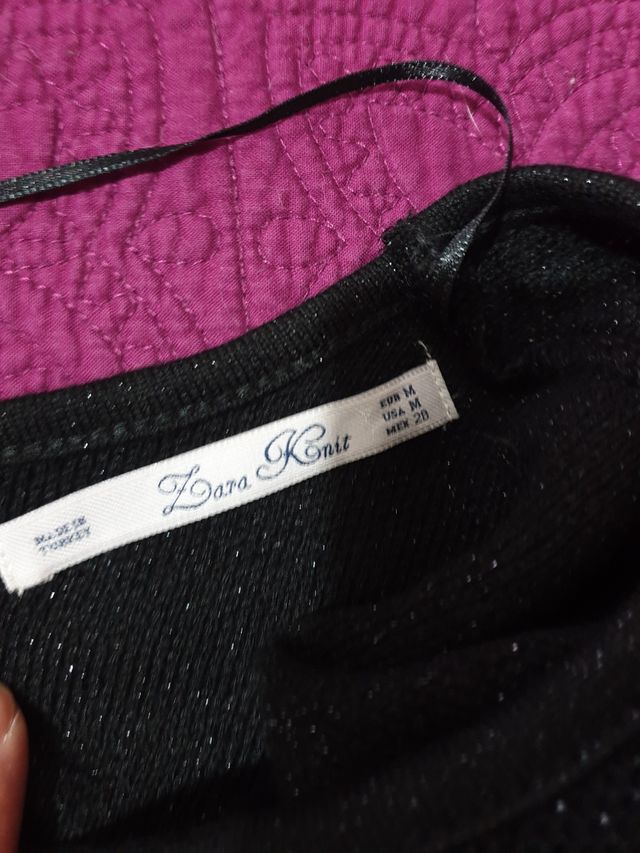 MADE IN
TURKEY
Zara Knit
EUR M
USA M
MEX 28